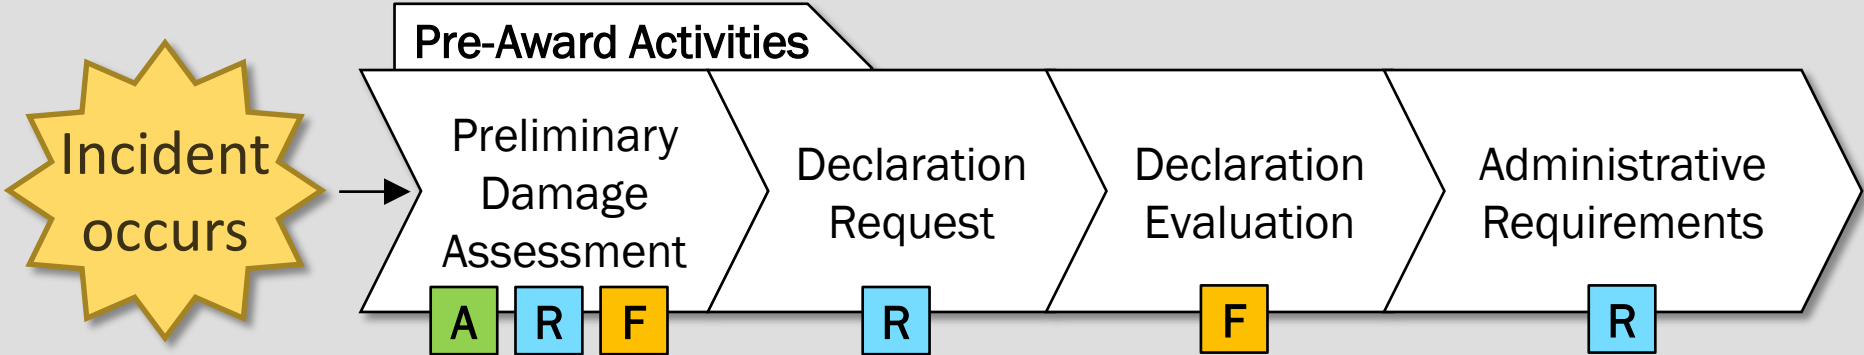 Pre-Award Activities
Incident
occurs
Preliminary
Damage
Assessment
A R F
Declaration
Request
R
Declaration
Evaluation
F
Administrative
Requirements
R